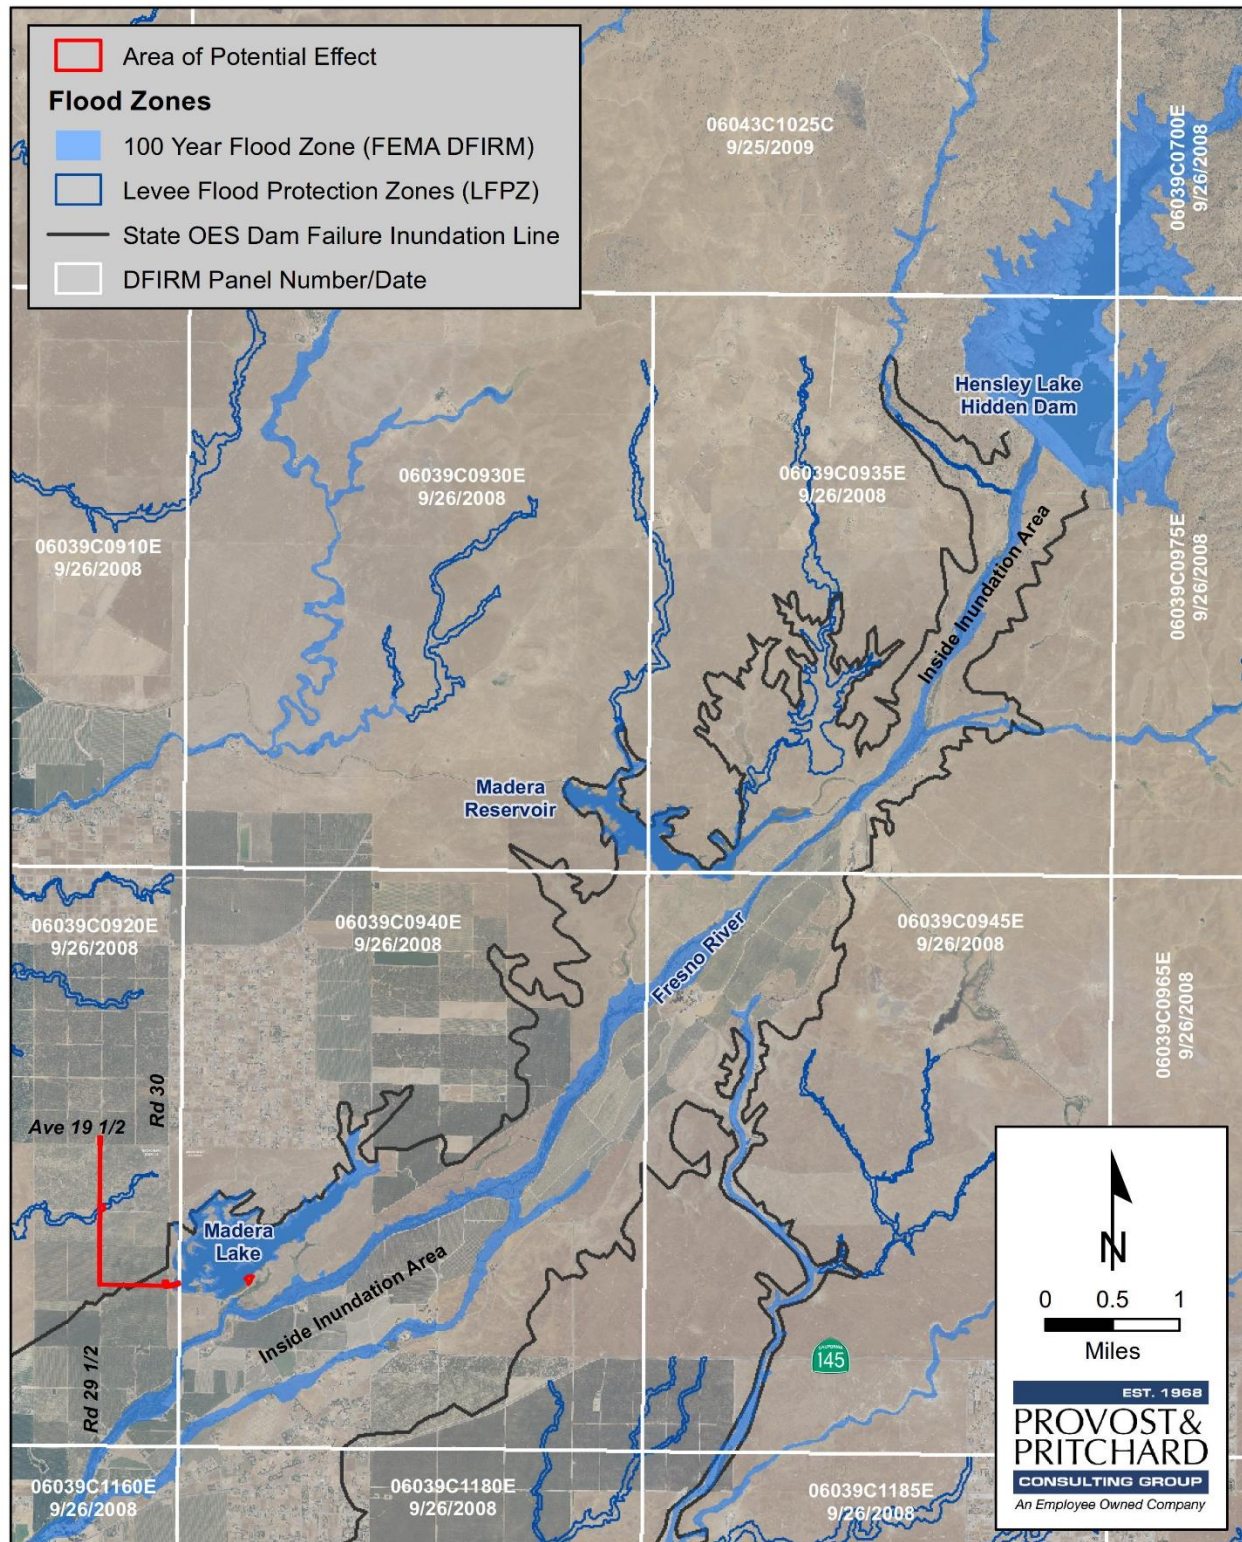 Area of Potential Effect
Flood Zones
100 Year Flood Zone (FEMA DFIRM)
Levee Flood Protection Zones (LFPZ)
State OES Dam Failure Inundation Line
DFIRM Panel Number/Date
06043C1025C
9/25/2009
06039C0700E
9/26/2008
Hensley Lake
Hidden Dam
06039C0930E
9/26/2008
06039C0935E
9/26/2008
06039C0910E
9/26/2008
06039C0975E
9/26/2008
Inside Inundation Area
Madera
Reservoir
06039C0920E
9/26/2008
06039C0940E
9/26/2008
06039C0945E
9/26/2008
Fresno River
06039C0965E
9/26/2008
Rd 30
Ave 19 1/2
Madera
Lake
Inside Inundation Area
Rd 29 1/2
CALIFORNIA
145
06039C1160E
9/26/2008
06039C1180E
9/26/2008
06039C1185E
9/26/2008
N
0 0.5 1
Miles
EST. 1968
PROVOST&
PRITCHARD
CONSULTING GROUP
An Employee Owned Company